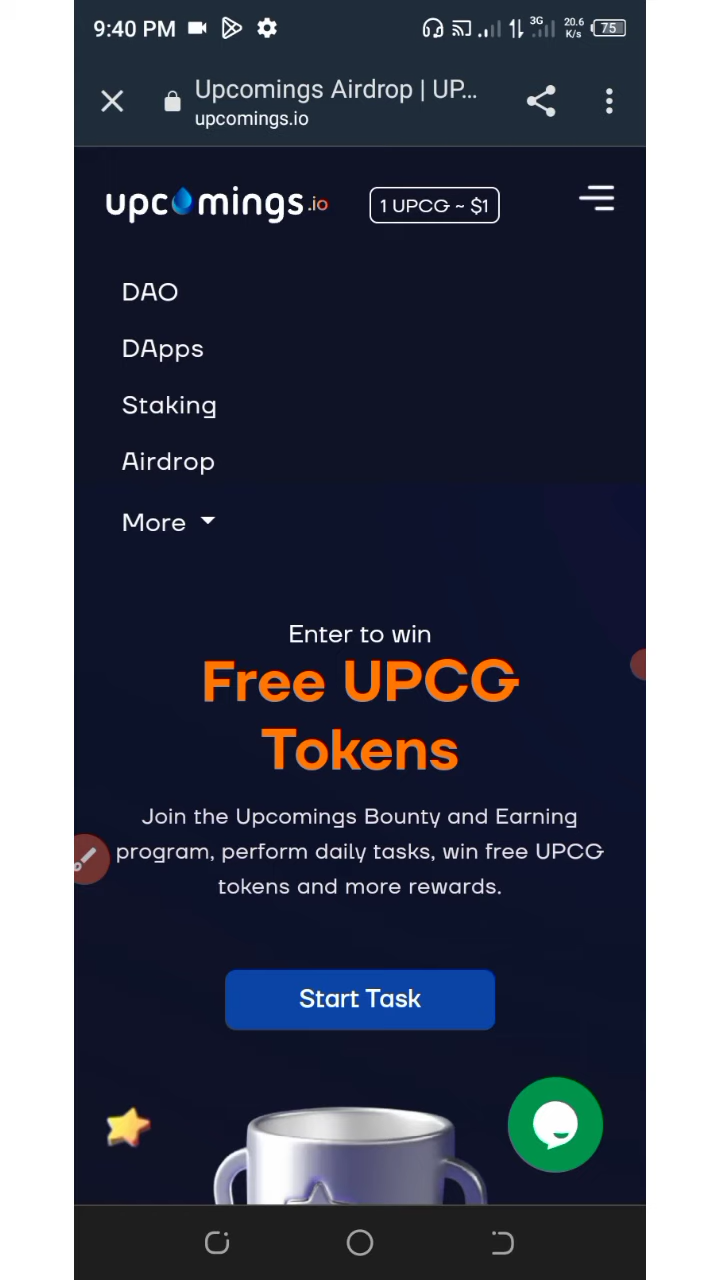 9:40 PM 3G 20.6 K/s 75
Upcomings Airdrop | UP...
upcomings.io
upcomings.io 1 UPCG ~ $1
DAO
DApps
Staking
Airdrop
More
Enter to win
Free UPCG
Tokens
Join the Upcomings Bounty and Earning
program, perform daily tasks, win free UPCG
tokens and more rewards.
Start Task